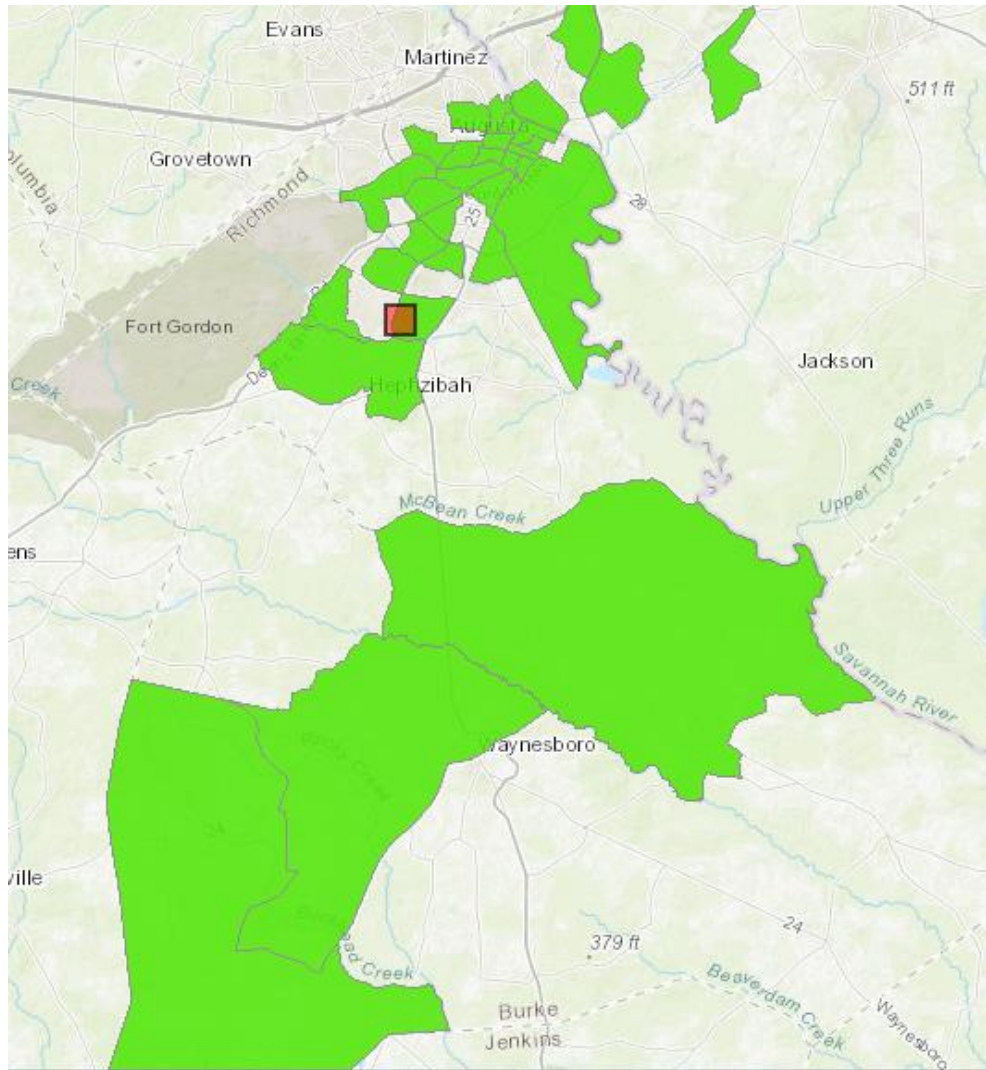 Evans
Martinez
511 ft
Augusta
Grovetown
Columbia
Richmond
25
28
Fort Gordon
Jackson
Creek
Hephzibah
Upper Three Runs
McBean Creek
ens
Savannah River
Waynesboro
ville
Buckhead Creek
24
379 ft
Beaverdam Creek
Burke
Waynesboro
Jenkins